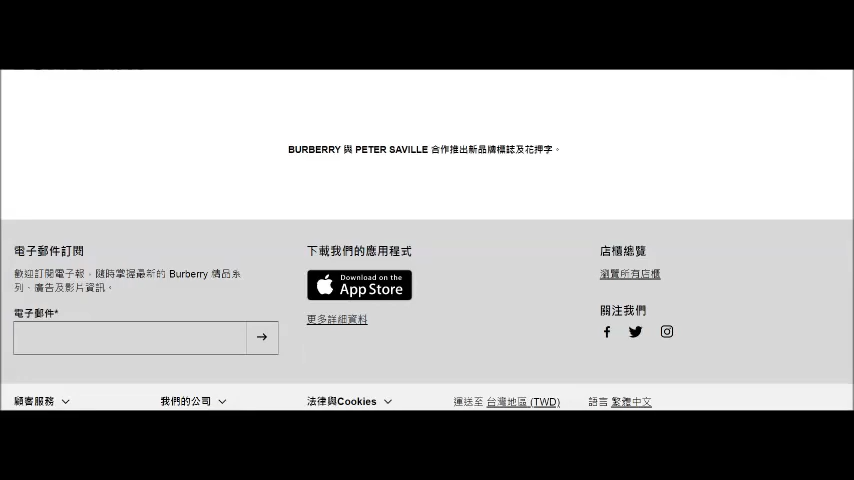 BURBERRY 與 PETER SAVILLE 合作推出新品牌標誌及花押字。
電子郵件訂閱
歡迎訂閱電子報，隨時掌握最新的 Burberry 精品系
列、廣告及影片資訊。
電子郵件*
下載我們的應用程式
Download on the
App Store
更多詳細資料
店櫃總覽
瀏覽所有店櫃
關注我們
顧客服務
我們的公司
法律與Cookies
運送至 台灣地區 (TWD)
語言 繁體中文